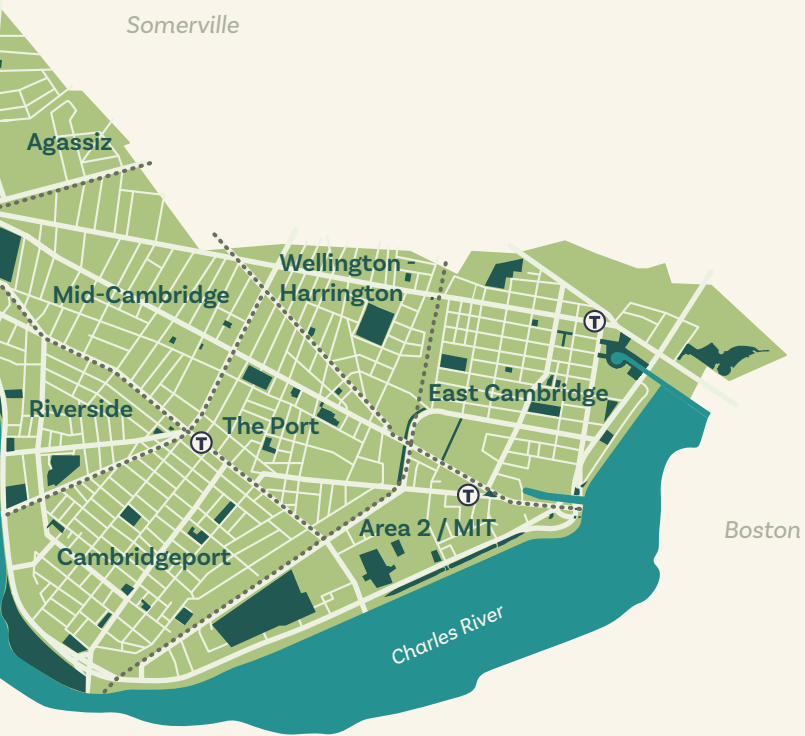 Somerville
Agassiz
Wellington -
Harrington
Mid-Cambridge
T
East Cambridge
Riverside
The Port
T
T
Area 2 / MIT
Boston
Cambridgeport
Charles River